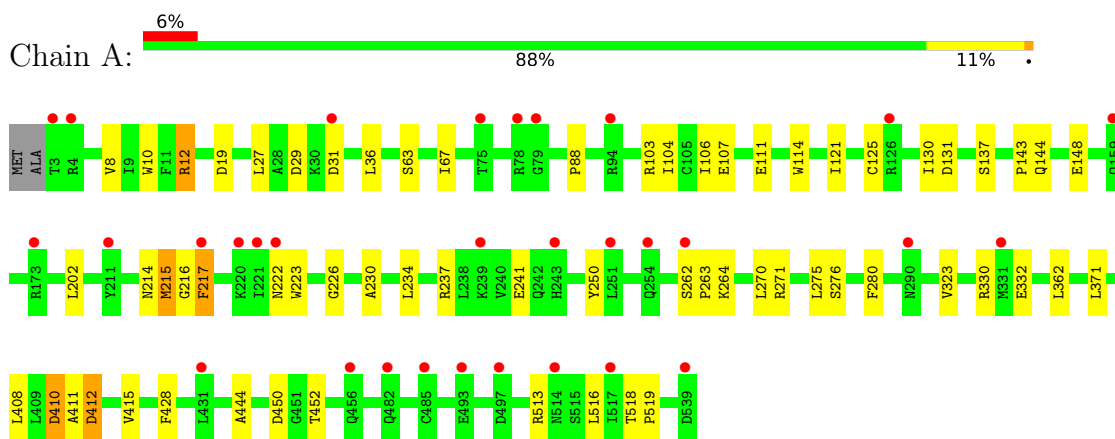 6%
Chain A:
88% 11% •
MET ALA T3 R4 V8 I9 W10 F11 R12 D19 L27 A28 D29 K30 D31 L36 S63 I67 T75 R78 G79 P88 R94 R103 I104 C105 I106 E107 E111 W114 I121 C125 R126 I130 D131 S137 P143 Q144 E148 Q159
R173 L202 Y211 N214 M215 G216 F217 K220 I221 N222 W223 G226 A230 L234 R237 L238 K239 V240 E241 Q242 H243 Y250 L251 Q254 S262 P263 K264 L270 R271 L275 S276 F280 N290 V323 R330 M331 E332 L362 L371
L408 L409 D410 A411 D412 V415 F428 L431 A444 D450 G451 T452 Q456 Q482 C485 E493 D497 R513 N514 S515 L516 I517 T518 P519 D539